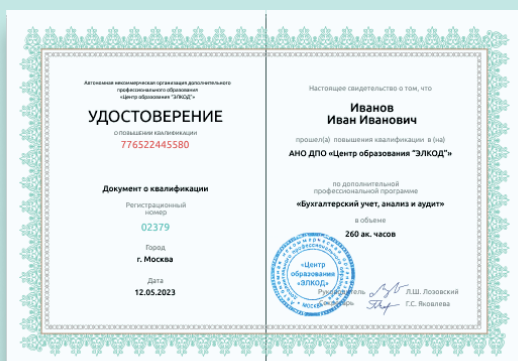 Автономная некоммерческая организация дополнительного
профессионального образования
«Центр образования "ЭЛКОД"»
УДОСТОВЕРЕНИЕ
о повышении квалификации
776522445580
Документ о квалификации
Регистрационный
номер
02379
Город
г. Москва
Дата
12.05.2023
Настоящее свидетельство о том, что
Иванов
Иван Иванович
прошел(а) повышения квалификации в (на)
АНО ДПО «Центр образования "ЭЛКОД"»
по дополнительной
профессиональной программе
«Бухгалтерский учет, анализ и аудит»
в объеме
260 ак. часов
«Центр
образования
«ЭЛКОД»
МОСКВА
Руководитель Л.Ш. Лозовский
Секретарь Г.С. Яковлева